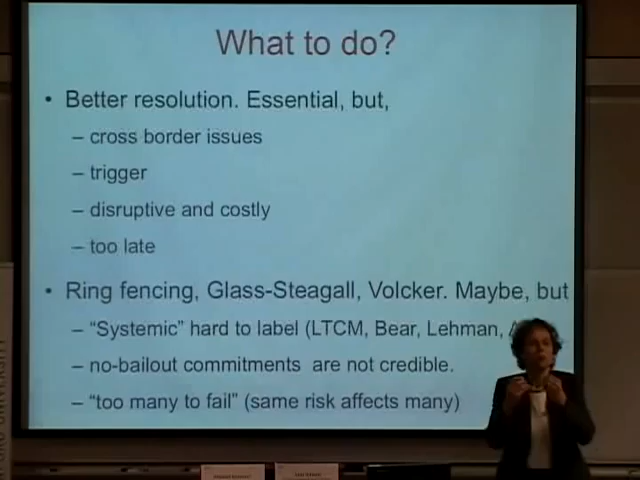 What to do?
• Better resolution. Essential, but,
– cross border issues
– trigger
– disruptive and costly
– too late
• Ring fencing, Glass-Steagall, Volcker. Maybe, but
– "Systemic" hard to label (LTCM, Bear, Lehman,
– no-bailout commitments are not credible.
– "too many to fail" (same risk affects many)